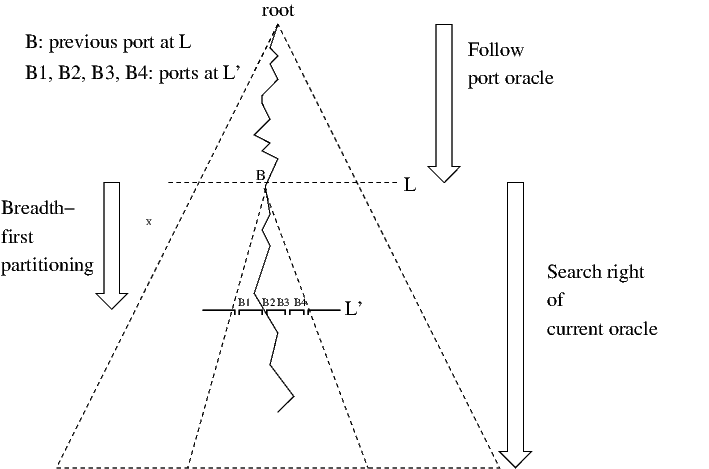 root
B: previous port at L
B1, B2, B3, B4: ports at L'
Follow
port oracle
B
L
Breadth–
first
partitioning
x
Search right
of
current oracle
B1 B2 B3 B4
L'